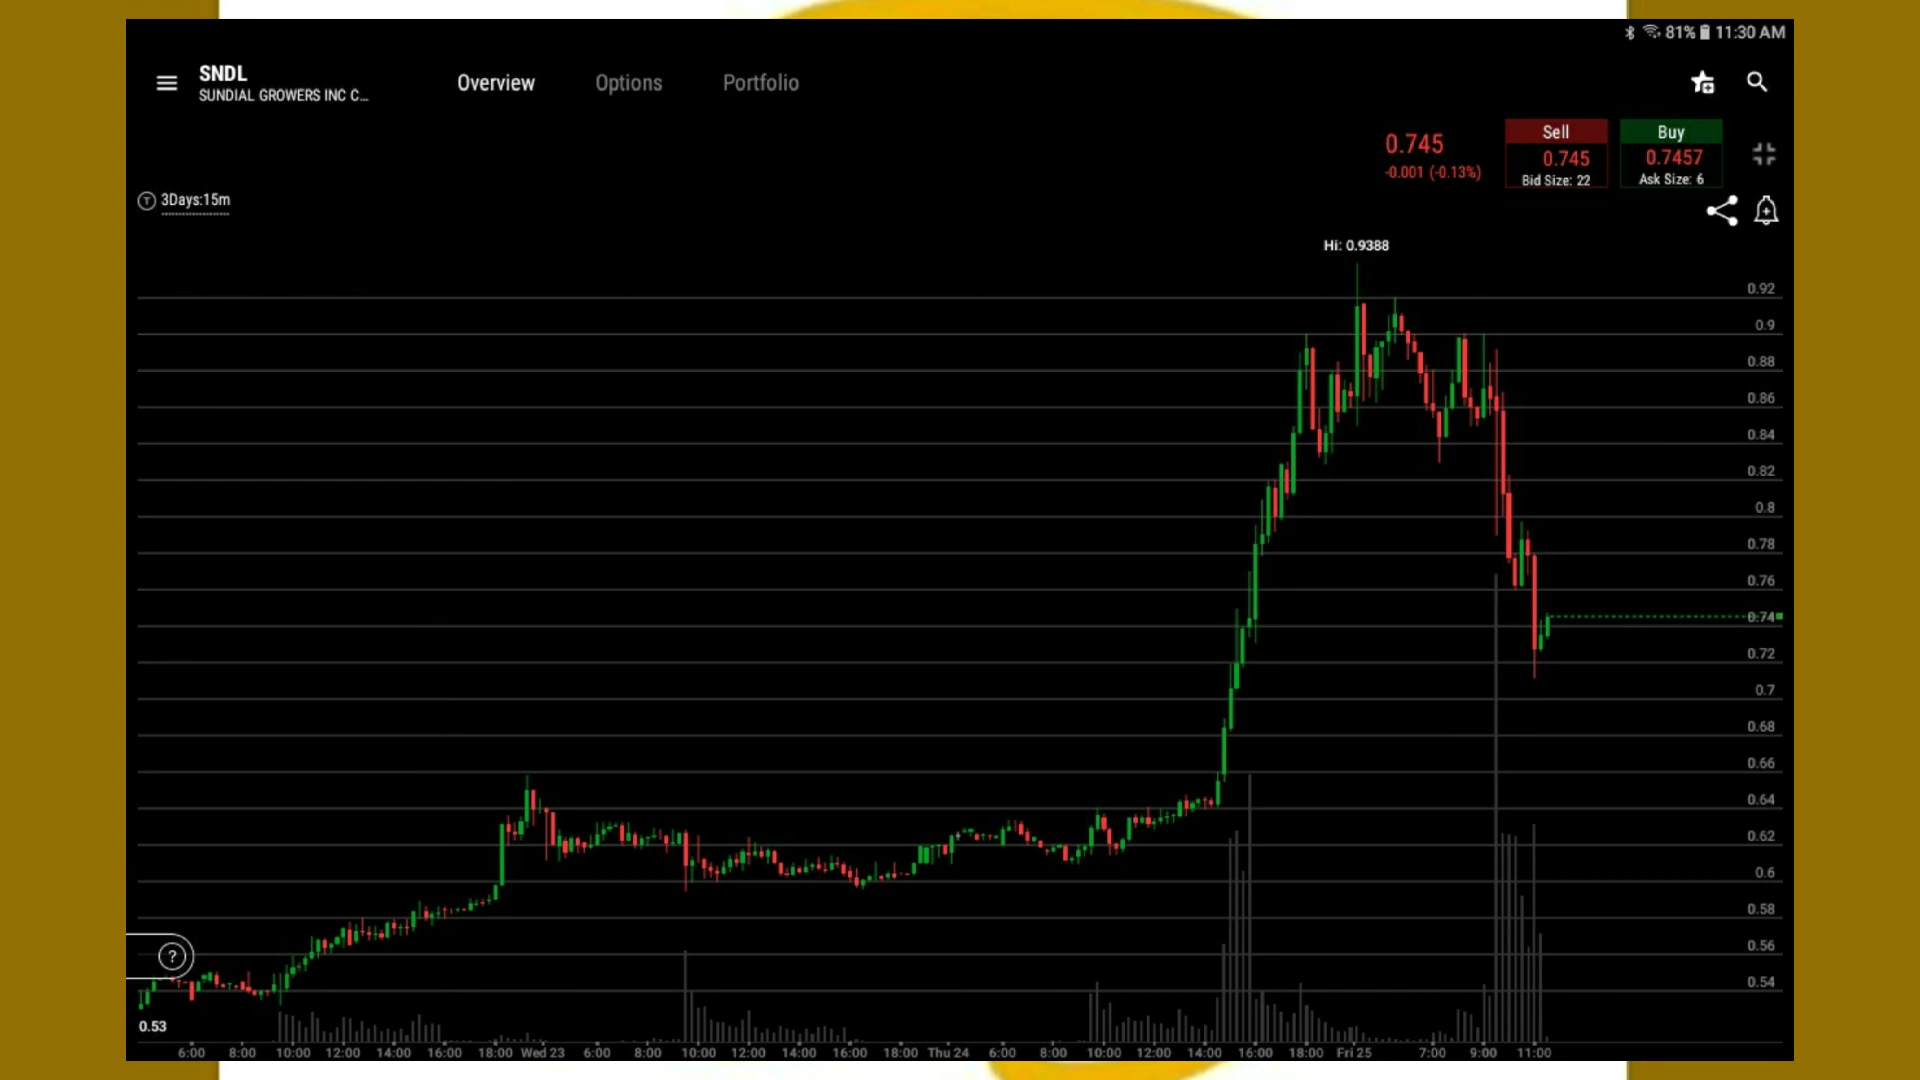 81% 11:30 AM
SNDL
SUNDIAL GROWERS INC C...
Overview Options Portfolio
0.745
-0.001 (-0.13%)
Sell
0.745
Bid Size: 22
Buy
0.7457
Ask Size: 6
T 3Days:15m
Hi: 0.9388
0.92
0.9
0.88
0.86
0.84
0.82
0.8
0.78
0.76
0.74
0.72
0.7
0.68
0.66
0.64
0.62
0.6
0.58
0.56
0.54
?
0.53
6:00 8:00 10:00 12:00 14:00 16:00 18:00 Wed 23 6:00 8:00 10:00 12:00 14:00 16:00 18:00 Thu 24 6:00 8:00 10:00 12:00 14:00 16:00 18:00 Fri 25 7:00 9:00 11:00